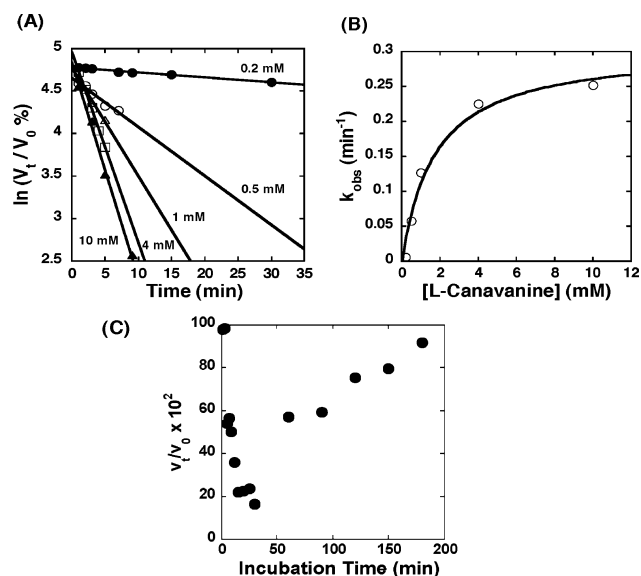 (A)
ln (Vt / V0 %)
5
4.5
4
3.5
3
2.5
0.2 mM
0.5 mM
1 mM
4 mM
10 mM
0 5 10 15 20 25 30 35
Time (min)
(B)
kobs (min-1)
0.3
0.25
0.2
0.15
0.1
0.05
0
0 2 4 6 8 10 12
[L-Canavanine] (mM)
(C)
vt/v0 x 10²
100
80
60
40
20
0
0 50 100 150 200
Incubation Time (min)